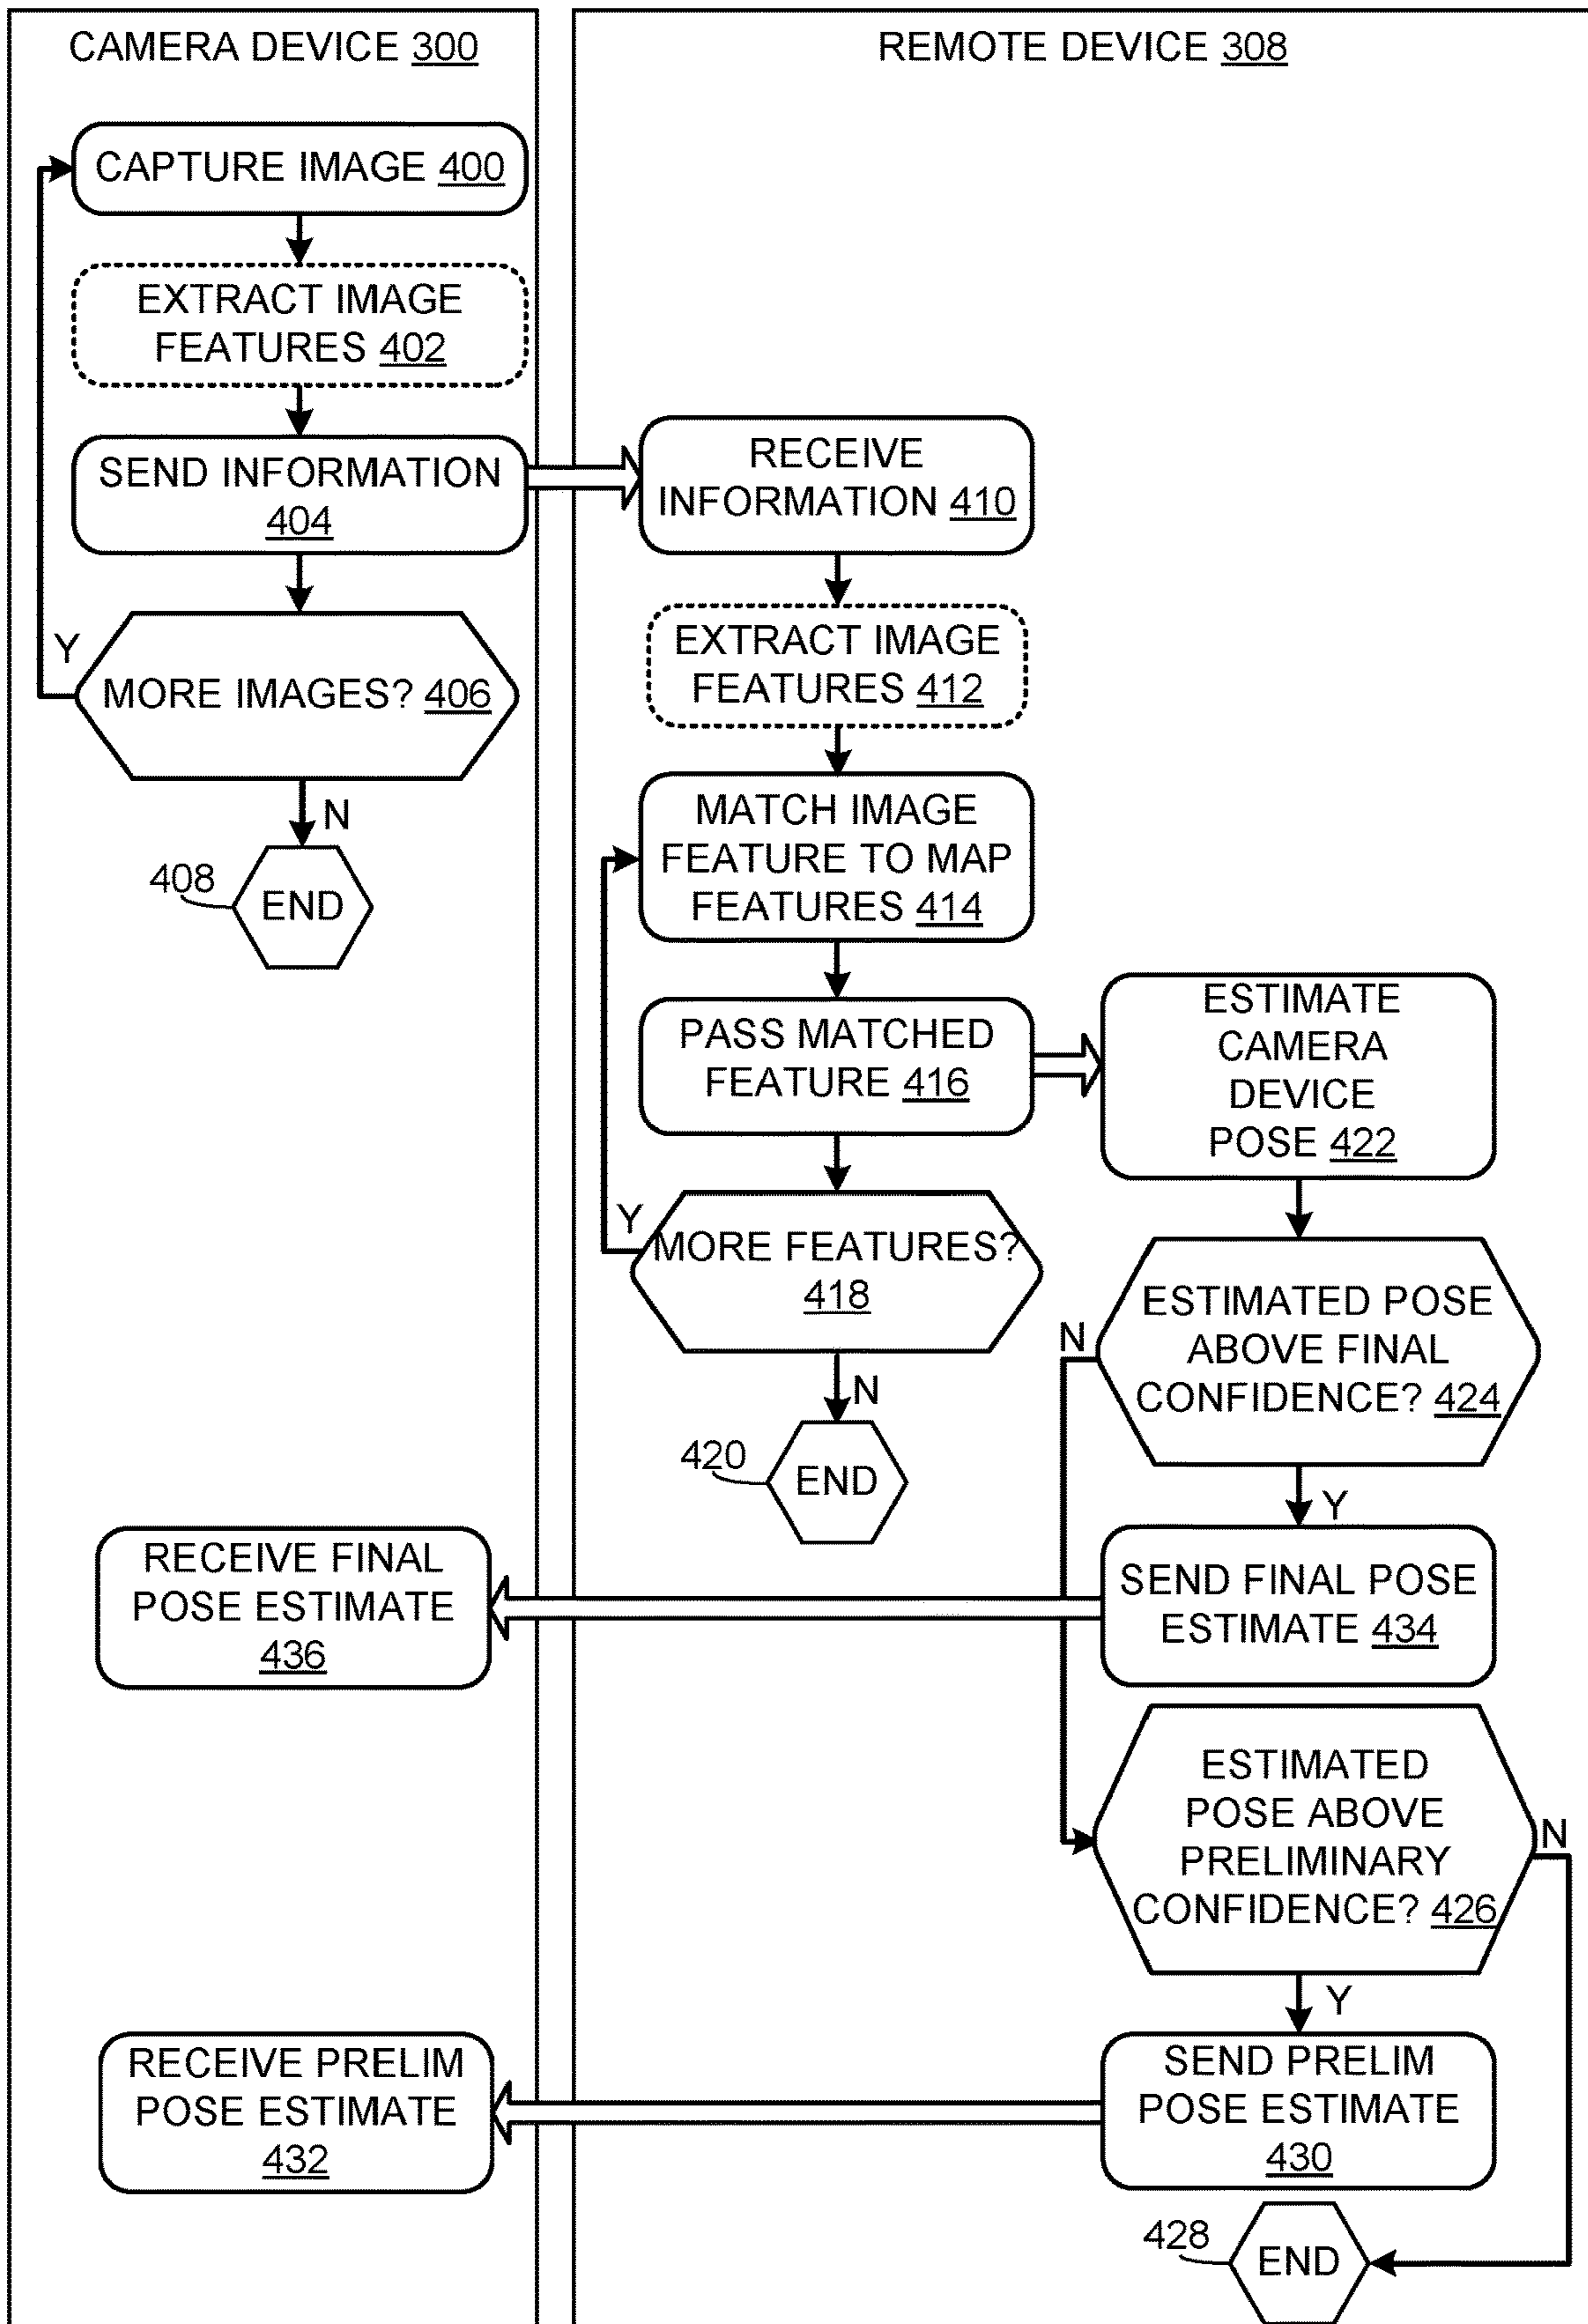 CAMERA DEVICE 300
CAPTURE IMAGE 400
EXTRACT IMAGE
FEATURES 402
SEND INFORMATION
404
Y
MORE IMAGES? 406
N
408
END
RECEIVE FINAL
POSE ESTIMATE
436
RECEIVE PRELIM
POSE ESTIMATE
432
REMOTE DEVICE 308
RECEIVE
INFORMATION 410
EXTRACT IMAGE
FEATURES 412
MATCH IMAGE
FEATURE TO MAP
FEATURES 414
PASS MATCHED
FEATURE 416
Y
MORE FEATURES?
418
N
420
END
ESTIMATE
CAMERA
DEVICE
POSE 422
N
ESTIMATED POSE
ABOVE FINAL
CONFIDENCE? 424
Y
SEND FINAL POSE
ESTIMATE 434
ESTIMATED
POSE ABOVE
PRELIMINARY
CONFIDENCE? 426
N
Y
SEND PRELIM
POSE ESTIMATE
430
428
END